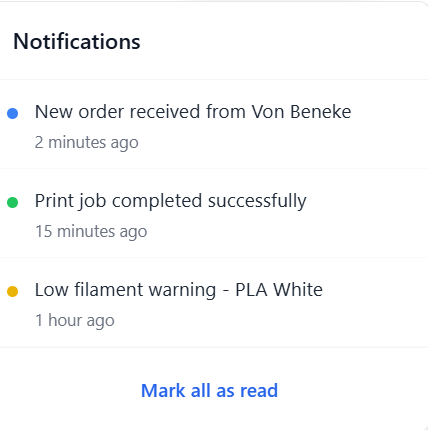 Notifications
New order received from Von Beneke
2 minutes ago
Print job completed successfully
15 minutes ago
Low filament warning - PLA White
1 hour ago
Mark all as read